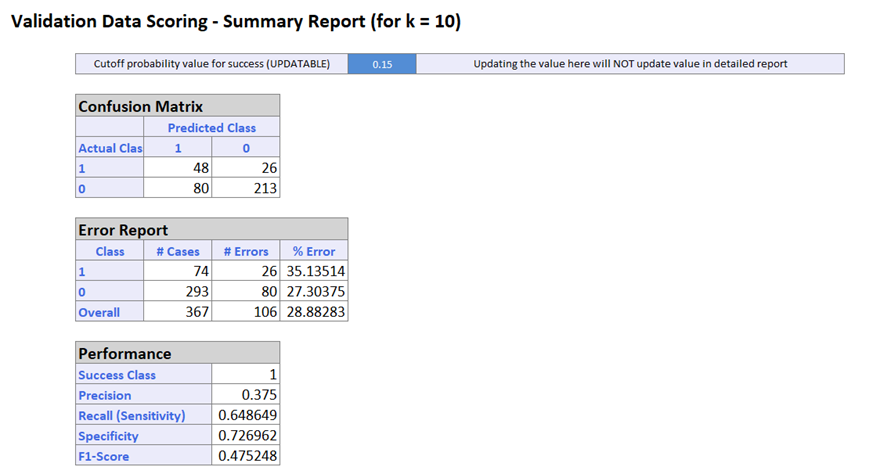 Validation Data Scoring - Summary Report (for k = 10)
Cutoff probability value for success (UPDATABLE) 0.15 Updating the value here will NOT update value in detailed report
Confusion Matrix
Predicted Class
Actual Clas 1 0
1 48 26
0 80 213
Error Report
Class # Cases # Errors % Error
1 74 26 35.13514
0 293 80 27.30375
Overall 367 106 28.88283
Performance
Success Class 1
Precision 0.375
Recall (Sensitivity) 0.648649
Specificity 0.726962
F1-Score 0.475248